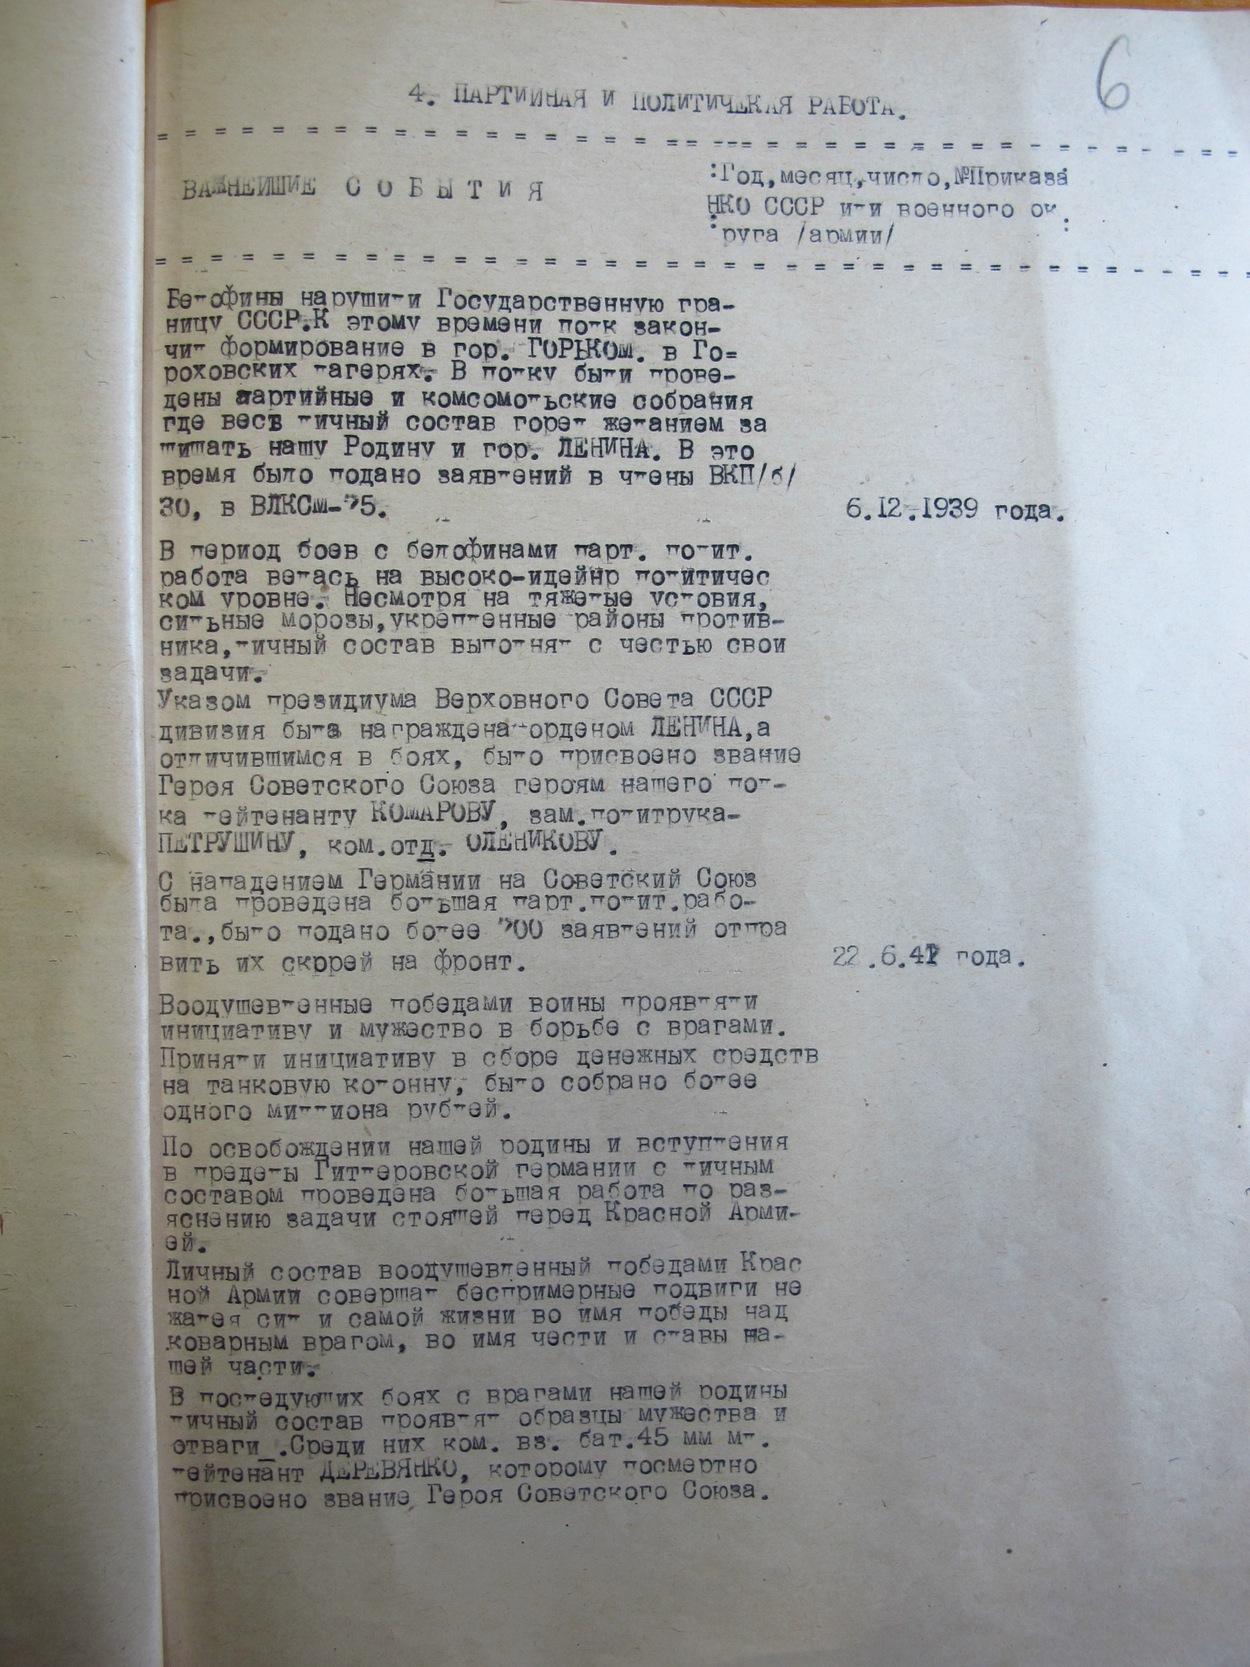 6
4. ПАРТИЙНАЯ И ПОЛИТИЧЕКАЯ РАБОТА.
ВАЖНЕЙШИЕ СОБЫТИЯ
:Год,месяц,число,№Приказа
НКО СССР или военного ок.
руга /армии/
Белофины нарушили Государственную гра-
ницу СССР.К этому времени полк закон-
чил формирование в гор. ГОРЬКОМ. в Го=
роховских лагерях. В полку были прове-
дены партийные и комсомольские собрания
где весь личный состав горел желанием за
щищать нашу Родину и гор. ЛЕНИНА. В это
время было подано заявлений в члены ВКП/б/
30, в ВЛКСМ- 6.12.1939 года.
В период боев с белофинами парт. полит.
работа велась на высоко-идейнр политичес
ком уровне. Несмотря на тяжелые условия,
сильные морозы,укрепленные районы против-
ника,личный состав выполнял с честью свои
задачи.
Указом президиума Верховного Совета СССР
дивизия была награждена орденом ЛЕНИНА,а
отличившимся в боях, было присвоено звание
Героя Советского Союза героям нашего пол-
ка лейтенанту КОМАРОВУ, зам.политрука-
ПЕТРУШИНУ, ком.отд. ОЛЕНИКОВУ.
С нападением Германии на Советский Союз
была проведена большая парт.полит.рабо-
та.,было подано более заявлений отпра
вить их скррей на фронт. 22.6.41 года.
Воодушевленные победами воины проявляли
инициативу и мужество в борьбе с врагами.
Приняли инициативу в сборе денежных средств
на танковую колонну, было собрано более
одного миллиона рублей.
По освобождении нашей родины и вступления
в пределы Гитлеровской германии с личным
составом проведена большая работа по раз-
яснению задачи стоящей перед Красной Арми-
ей.
Личный состав воодушевленный победами Крас
ной Армии совершал беспримерные подвиги не
жалея сил и самой жизни во имя победы над
коварным врагом, во имя чести и славы на-
шей части.
В последующих боях с врагами нашей родины
личный состав проявлял образцы мужества и
отваги_.Среди них ком. вз. бат.45 мм мл.
лейтенант ДЕРЕВЯНКО, которому посмертно
присвоено звание Героя Советского Союза.